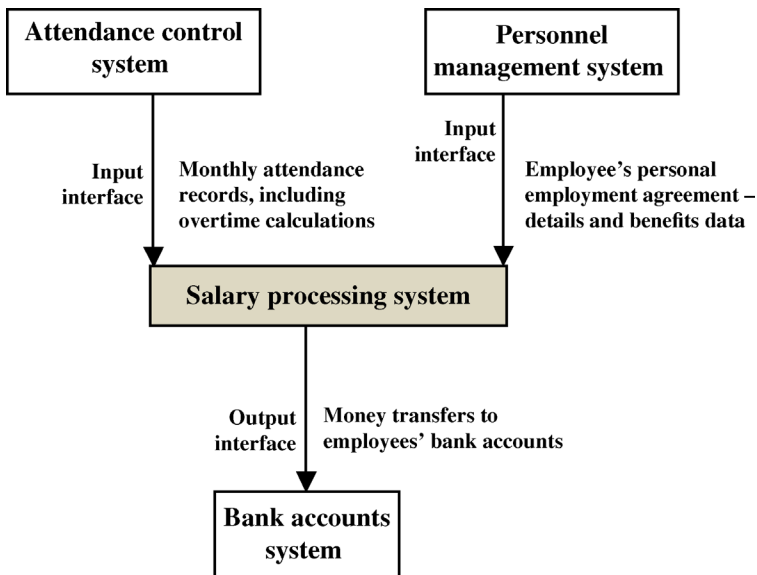 Attendance control
system
Personnel
management system
Input
interface
Monthly attendance
records, including
overtime calculations
Input
interface
Employee’s personal
employment agreement –
details and benefits data
Salary processing system
Output
interface
Money transfers to
employees’ bank accounts
Bank accounts
system